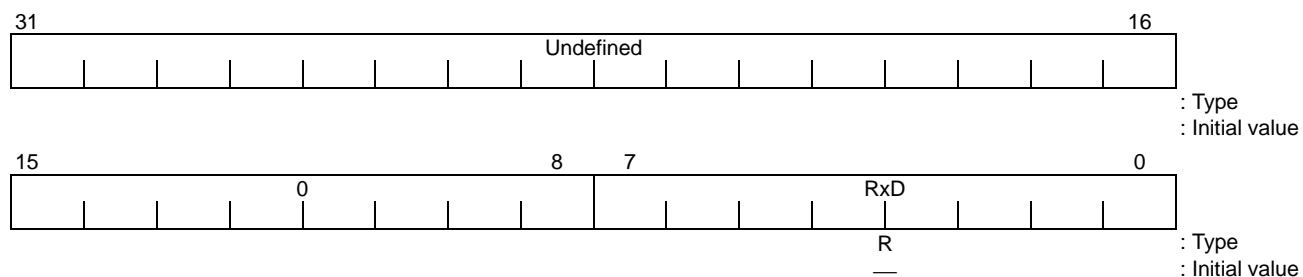 31 16
Undefined
: Type
: Initial value
15 8 7 0
0 RxD
R : Type
— : Initial value